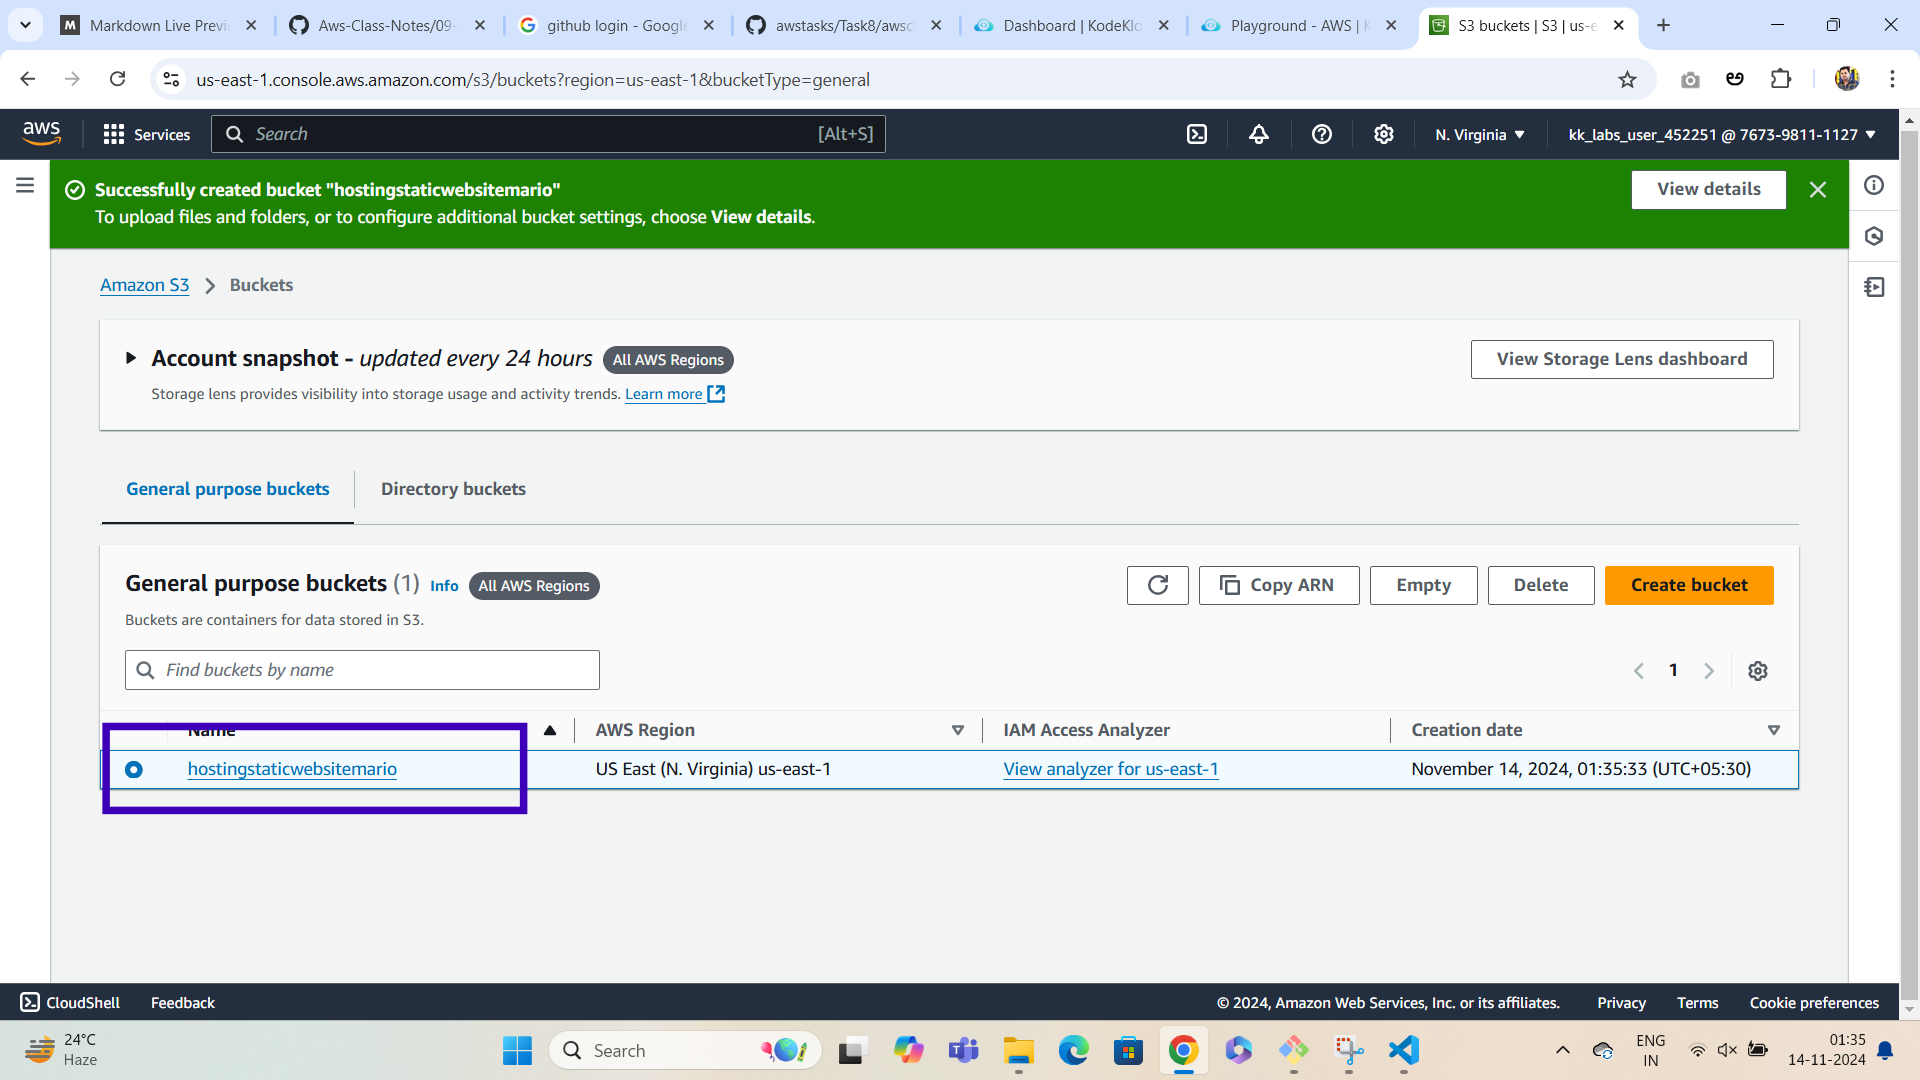 Markdown Live Previ
Aws-Class-Notes/09-
github login - Google
awstasks/Task8/awsc
Dashboard | KodeKlo
Playground - AWS | K
S3 buckets | S3 | us-e
us-east-1.console.aws.amazon.com/s3/buckets?region=us-east-1&bucketType=general
aws
Services
Search
[Alt+S]
N. Virginia
kk_labs_user_452251 @ 7673-9811-1127
Successfully created bucket "hostingstaticwebsitemario"
To upload files and folders, or to configure additional bucket settings, choose View details.
View details
Amazon S3
Buckets
Account snapshot - updated every 24 hours
All AWS Regions
Storage lens provides visibility into storage usage and activity trends. Learn more
View Storage Lens dashboard
General purpose buckets
Directory buckets
General purpose buckets (1)
Info
All AWS Regions
Buckets are containers for data stored in S3.
Copy ARN
Empty
Delete
Create bucket
Find buckets by name
1
Name
AWS Region
IAM Access Analyzer
Creation date
hostingstaticwebsitemario
US East (N. Virginia) us-east-1
View analyzer for us-east-1
November 14, 2024, 01:35:33 (UTC+05:30)
CloudShell
Feedback
© 2024, Amazon Web Services, Inc. or its affiliates.
Privacy
Terms
Cookie preferences
24°C
Haze
Search
ENG
IN
01:35
14-11-2024